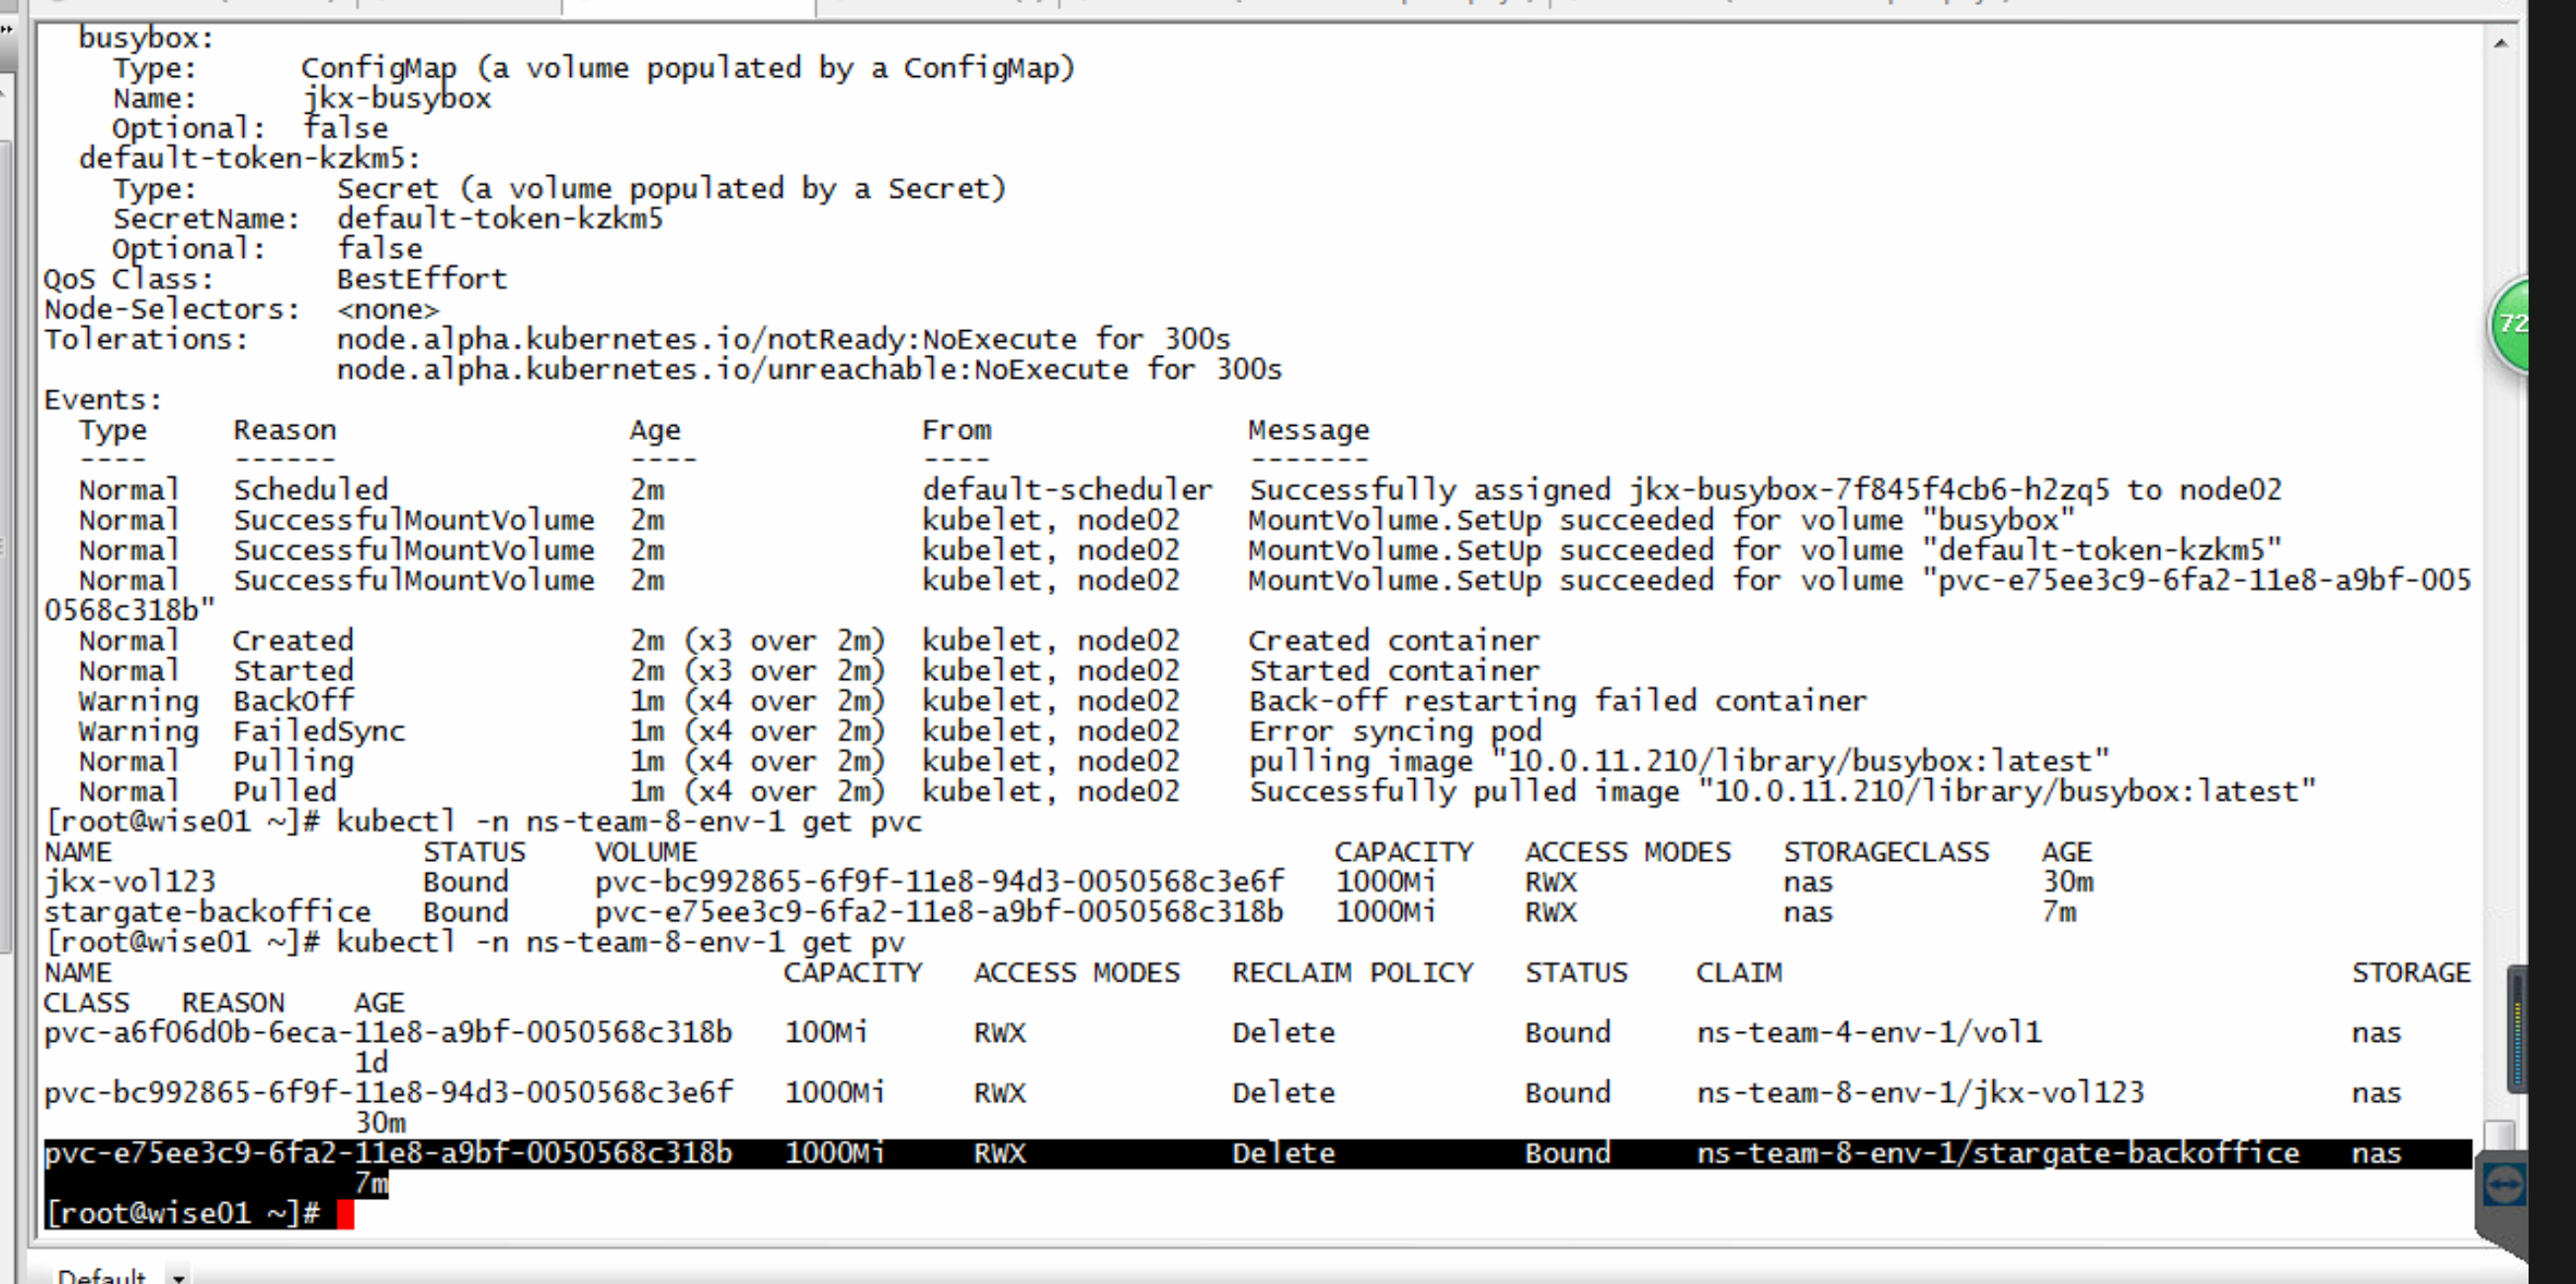 busybox:
Type: ConfigMap (a volume populated by a ConfigMap)
Name: jkx-busybox
Optional: false
default-token-kzkm5:
Type: Secret (a volume populated by a Secret)
SecretName: default-token-kzkm5
Optional: false
QoS Class: BestEffort
Node-Selectors: <none>
Tolerations: node.alpha.kubernetes.io/notReady:NoExecute for 300s
node.alpha.kubernetes.io/unreachable:NoExecute for 300s
Events:
Type Reason Age From Message
---- ------ ---- ---- -------
Normal Scheduled 2m default-scheduler Successfully assigned jkx-busybox-7f845f4cb6-h2zq5 to node02
Normal SuccessfulMountVolume 2m kubelet, node02 MountVolume.SetUp succeeded for volume "busybox"
Normal SuccessfulMountVolume 2m kubelet, node02 MountVolume.SetUp succeeded for volume "default-token-kzkm5"
Normal SuccessfulMountVolume 2m kubelet, node02 MountVolume.SetUp succeeded for volume "pvc-e75ee3c9-6fa2-11e8-a9bf-005
0568c318b"
Normal Created 2m (x3 over 2m) kubelet, node02 Created container
Normal Started 2m (x3 over 2m) kubelet, node02 Started container
Warning BackOff 1m (x4 over 2m) kubelet, node02 Back-off restarting failed container
Warning FailedSync 1m (x4 over 2m) kubelet, node02 Error syncing pod
Normal Pulling 1m (x4 over 2m) kubelet, node02 pulling image "10.0.11.210/library/busybox:latest"
Normal Pulled 1m (x4 over 2m) kubelet, node02 Successfully pulled image "10.0.11.210/library/busybox:latest"
[root@wise01 ~]# kubectl -n ns-team-8-env-1 get pvc
NAME STATUS VOLUME CAPACITY ACCESS MODES STORAGECLASS AGE
jkx-vol123 Bound pvc-bc992865-6f9f-11e8-94d3-0050568c3e6f 1000Mi RWX nas 30m
stargate-backoffice Bound pvc-e75ee3c9-6fa2-11e8-a9bf-0050568c318b 1000Mi RWX nas 7m
[root@wise01 ~]# kubectl -n ns-team-8-env-1 get pv
NAME CAPACITY ACCESS MODES RECLAIM POLICY STATUS CLAIM STORAGE
CLASS REASON AGE
pvc-a6f06d0b-6eca-11e8-a9bf-0050568c318b 100Mi RWX Delete Bound ns-team-4-env-1/vol1 nas
1d
pvc-bc992865-6f9f-11e8-94d3-0050568c3e6f 1000Mi RWX Delete Bound ns-team-8-env-1/jkx-vol123 nas
30m
pvc-e75ee3c9-6fa2-11e8-a9bf-0050568c318b 1000Mi RWX Delete Bound ns-team-8-env-1/stargate-backoffice nas
7m
[root@wise01 ~]#
72
Default